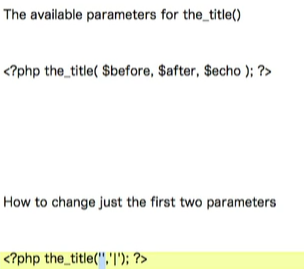 The available parameters for the_title()
<?php the_title( $before, $after, $echo ); ?>
How to change just the first two parameters
<?php the_title('','|'); ?>